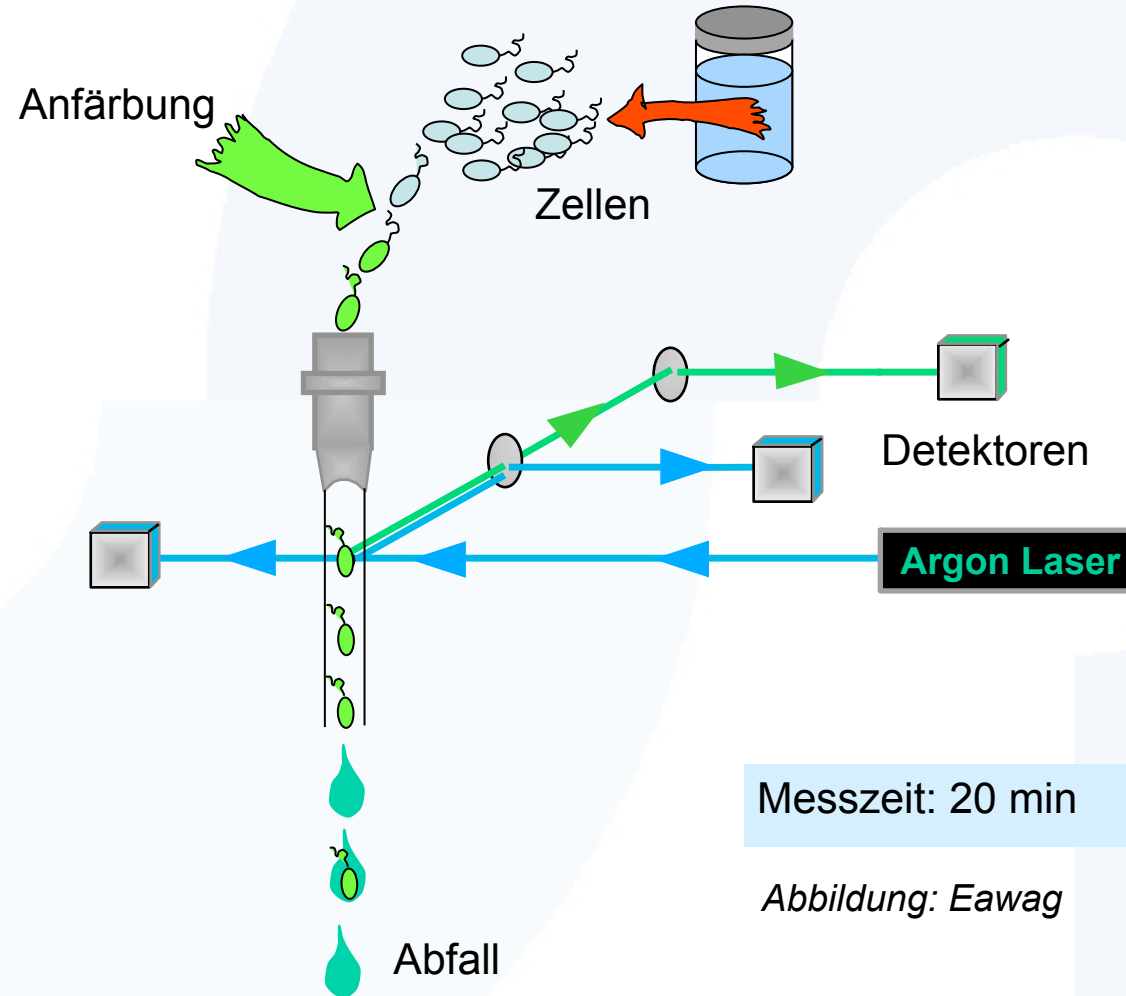 Anfärbung
Zellen
Detektoren
Argon Laser
Messzeit: 20 min
Abbildung: Eawag
Abfall